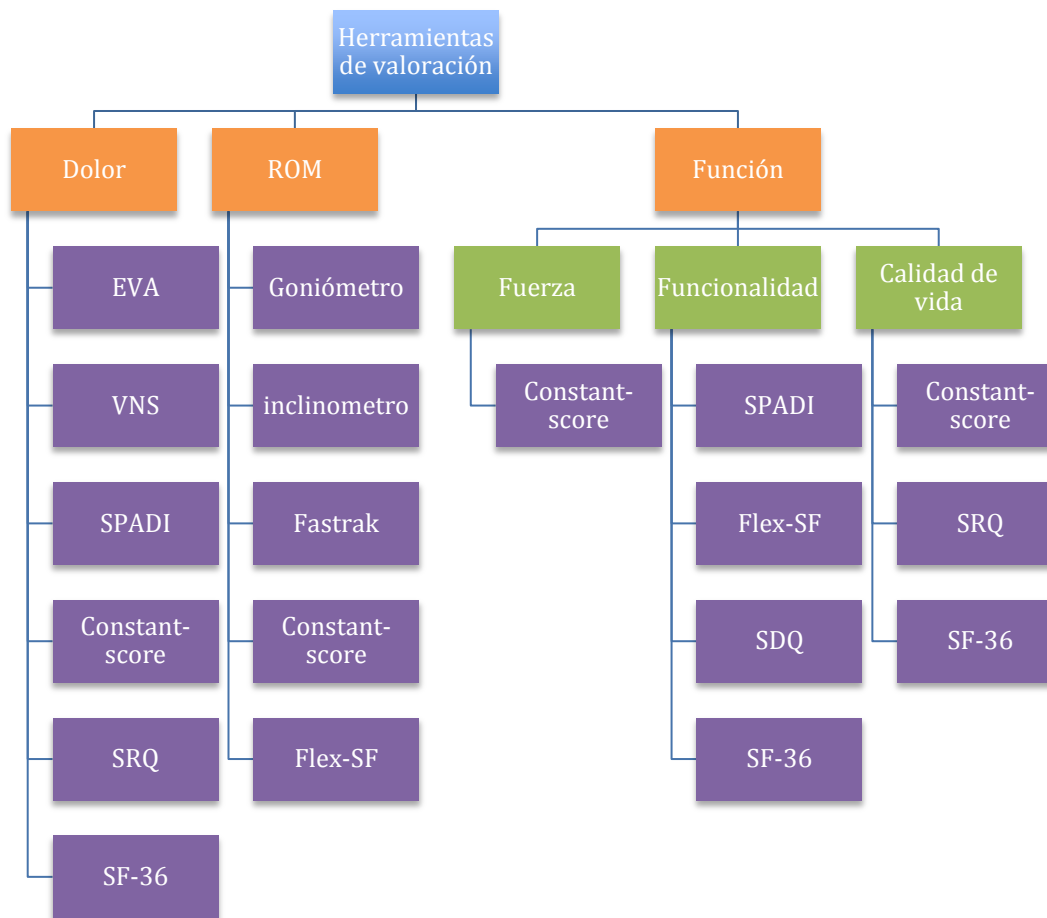 Herramientas
de valoración
Dolor
ROM
Función
EVA
VNS
SPADI
Constant-
score
SRQ
SF-36
Goniómetro
inclinometro
Fastrak
Constant-
score
Flex-SF
Fuerza
Constant-
score
Funcionalidad
SPADI
Flex-SF
SDQ
SF-36
Calidad de
vida
Constant-
score
SRQ
SF-36